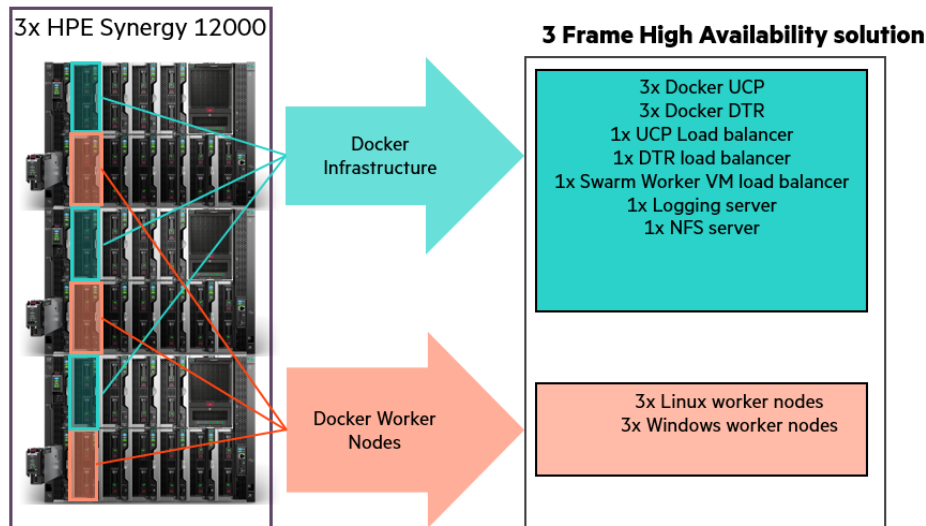 3x HPE Synergy 12000
3 Frame High Availability solution
Docker
Infrastructure
3x Docker UCP
3x Docker DTR
1x UCP Load balancer
1x DTR load balancer
1x Swarm Worker VM load balancer
1x Logging server
1x NFS server
Docker Worker
Nodes
3x Linux worker nodes
3x Windows worker nodes